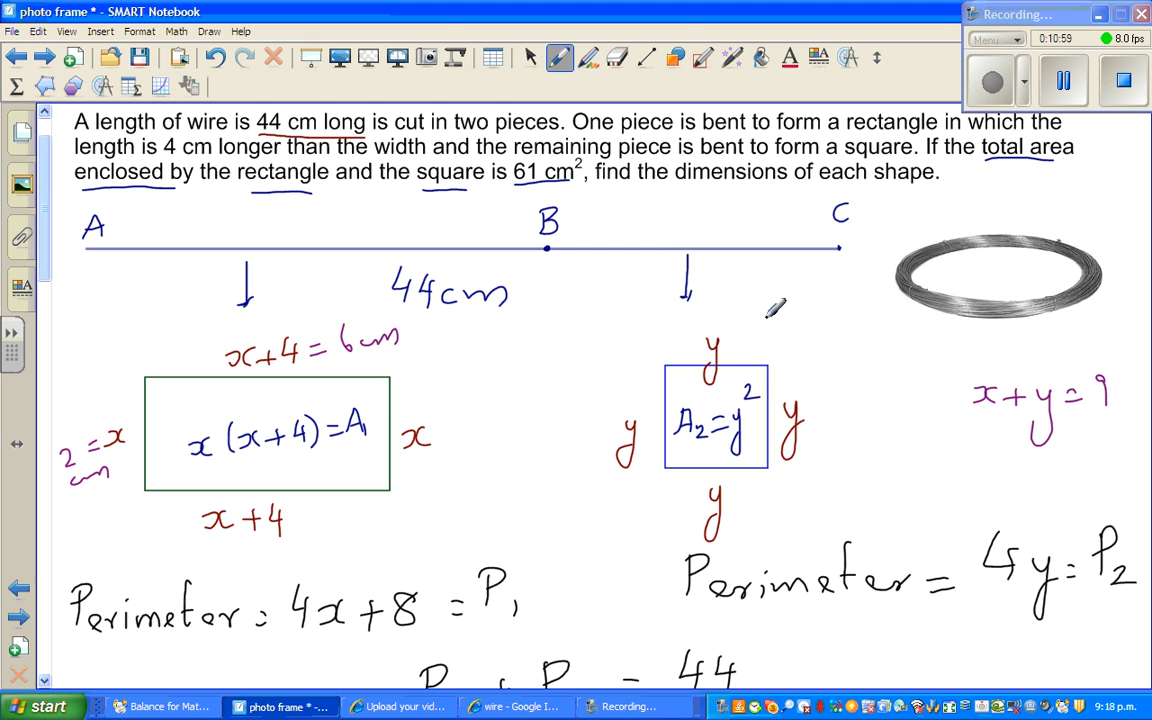 photo frame * - SMART Notebook
Recording...
File Edit View Insert Format Math Draw Help
Menu
0:10:59
8.0 fps
A length of wire is 44 cm long is cut in two pieces. One piece is bent to form a rectangle in which the
length is 4 cm longer than the width and the remaining piece is bent to form a square. If the total area
enclosed by the rectangle and the square is 61 cm², find the dimensions of each shape.
A B C
44cm
x+4 = 6cm
y
2 = x
cm
x (x+4) = A₁
x
y
A₂ = y²
y
x + y = 9
x + 4
y
Perimeter = 4x + 8 = P₁
Perimeter = 4y = P₂
44
start
Balance for Mat...
photo frame * -...
Upload your vid...
wire - Google I...
Recording...
9:18 p.m.